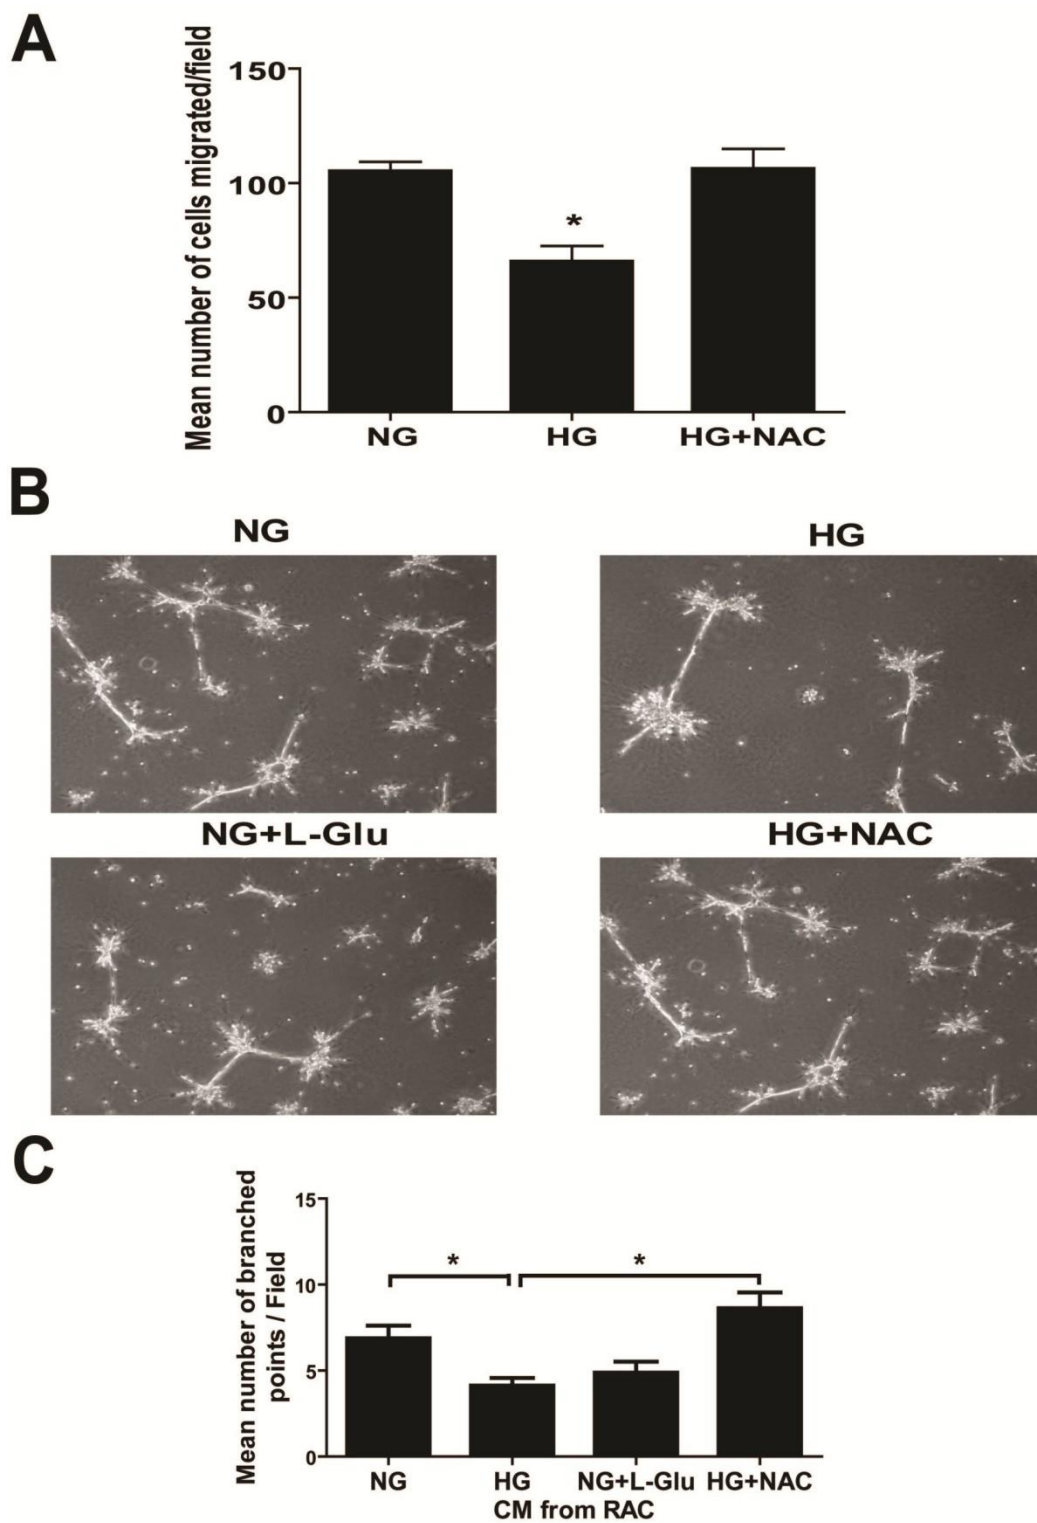 A
Mean number of cells migrated/field
150
100
50
0
*
NG HG HG+NAC
B
NG HG
NG+L-Glu HG+NAC
C
Mean number of branched
points / Field
15
10
5
0
* *
NG HG NG+L-Glu HG+NAC
CM from RAC